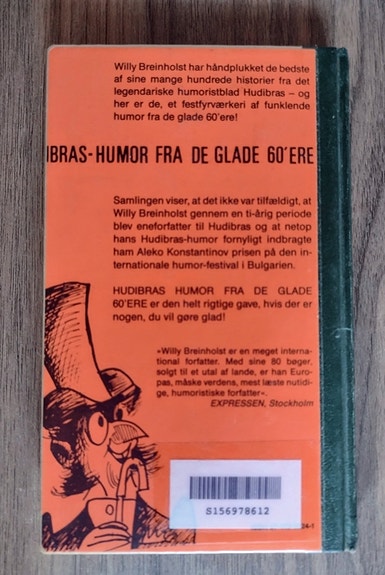 Willy Breinholst har håndplukket de bedste
af sine mange hundrede historier fra det
legendariske humoristblad Hudibras – og
her er de, et festfyrværkeri af funklende
humor fra de glade 60'ere!
IBRAS-HUMOR FRA DE GLADE 60'ERE
Samlingen viser, at det ikke var tilfældigt, at
Willy Breinholst gennem en ti-årig periode
blev eneforfatter til Hudibras og at netop
hans Hudibras-humor fornyligt indbragte
ham Aleko Konstantinov prisen på den in-
ternationale humor-festival i Bulgarien.
HUDIBRAS HUMOR FRA DE GLADE
60'ERE er den helt rigtige gave, hvis der er
nogen, du vil gøre glad!
»Willy Breinholst er en meget interna-
tional forfatter. Med sine 80 bøger,
solgt til et utal af lande, er han Euro-
pas, måske verdens, mest læste nutidi-
ge, humoristiske forfatter«.
EXPRESSEN, Stockholm
S156978612
24-1